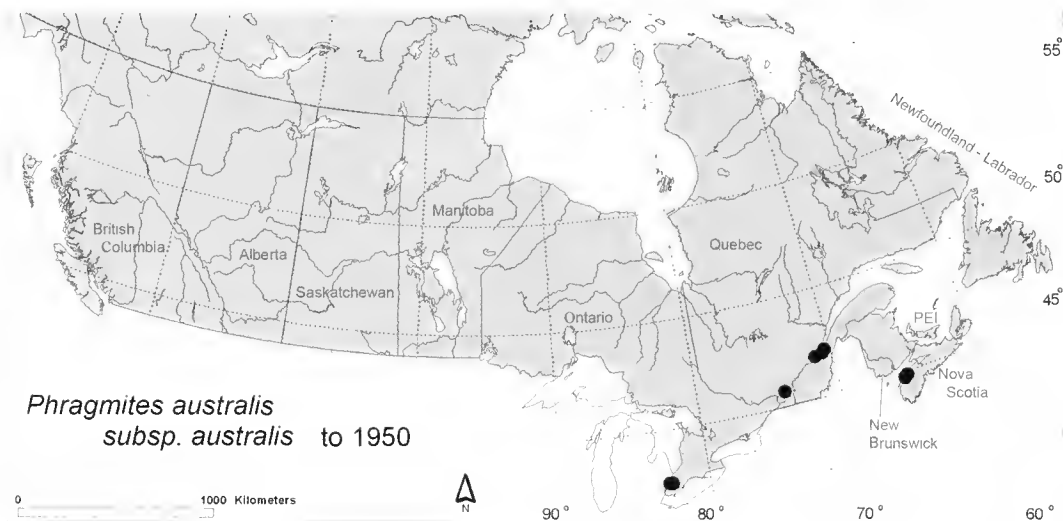 55°
Newfoundland - Labrador
50°
British
Columbia
Alberta
Saskatchewan
Manitoba
Ontario
Quebec
45°
PEI
Nova
Scotia
New
Brunswick
Phragmites australis
subsp. australis to 1950
0 1000 Kilometers
N
90° 80° 70° 60°